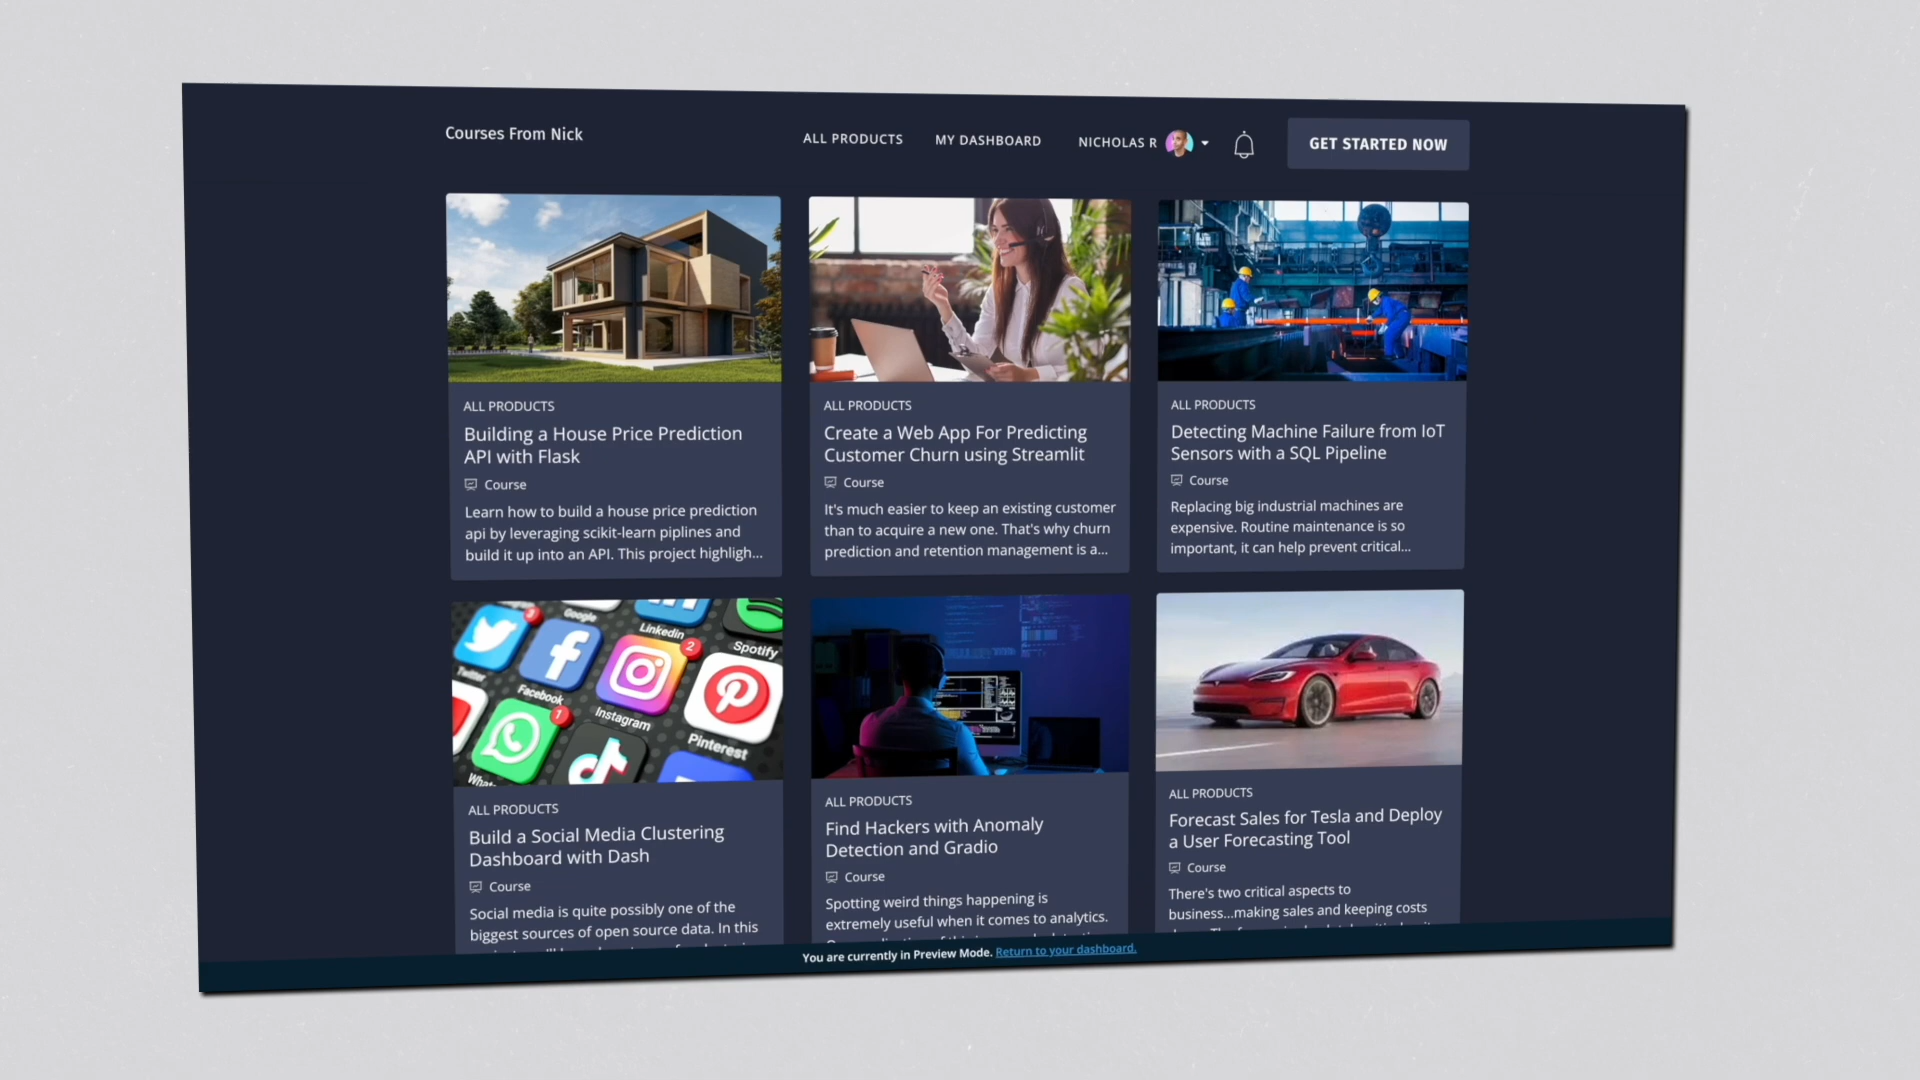 Courses From Nick
ALL PRODUCTS
MY DASHBOARD
NICHOLAS R
GET STARTED NOW
ALL PRODUCTS
Building a House Price Prediction
API with Flask
Course
Learn how to build a house price prediction
api by leveraging scikit-learn piplines and
build it up into an API. This project highligh...
ALL PRODUCTS
Create a Web App For Predicting
Customer Churn using Streamlit
Course
It's much easier to keep an existing customer
than to acquire a new one. That's why churn
prediction and retention management is a...
ALL PRODUCTS
Detecting Machine Failure from IoT
Sensors with a SQL Pipeline
Course
Replacing big industrial machines are
expensive. Routine maintenance is so
important, it can help prevent critical...
Google
Linkedin
Spotify
3
2
Twitter
Facebook
Instagram
Pinterest
1
ALL PRODUCTS
Build a Social Media Clustering
Dashboard with Dash
Course
Social media is quite possibly one of the
biggest sources of open source data. In this
ALL PRODUCTS
Find Hackers with Anomaly
Detection and Gradio
Course
Spotting weird things happening is
extremely useful when it comes to analytics.
ALL PRODUCTS
Forecast Sales for Tesla and Deploy
a User Forecasting Tool
Course
There's two critical aspects to
business...making sales and keeping costs
You are currently in Preview Mode. Return to your dashboard.